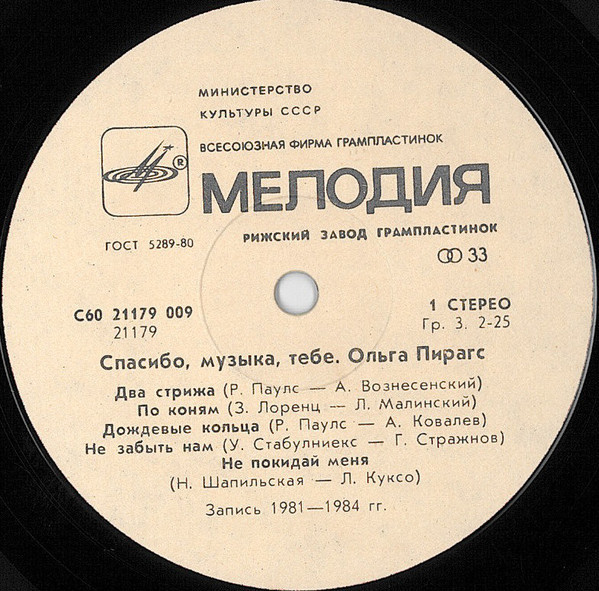 МИНИСТЕРСТВО
КУЛЬТУРЫ СССР
ВСЕСОЮЗНАЯ ФИРМА ГРАМПЛАСТИНОК
®
МЕЛОДИЯ
ГОСТ 5289-80
РИЖСКИЙ ЗАВОД ГРАМПЛАСТИНОК
33
С60 21179 009
21179
1 СТЕРЕО
Гр. 3. 2-25
Спасибо, музыка, тебе. Ольга Пирагс
Два стрижа (Р. Паулс — А. Вознесенский)
По коням (З. Лоренц — Л. Малинский)
Дождевые кольца (Р. Паулс — А. Ковалев)
Не забыть нам (У. Стабулниекс — Г. Стражнов)
Не покидай меня
(Н. Шапильская — Л. Куксо)
Запись 1981—1984 гг.